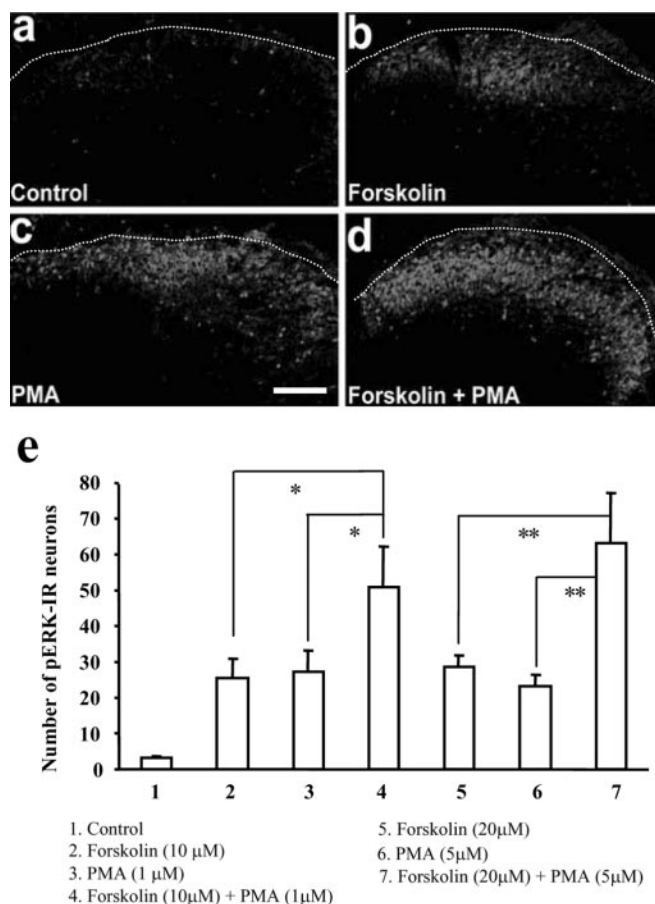 a
Control
b
Forskolin
c
PMA
d
Forskolin + PMA
e
Number of pERK-IR neurons
80
70
60
50
40
30
20
10
0
*
*
**
**
1 2 3 4 5 6 7
1. Control
2. Forskolin (10 μM)
3. PMA (1 μM)
4. Forskolin (10μM) + PMA (1μM)
5. Forskolin (20μM)
6. PMA (5μM)
7. Forskolin (20μM) + PMA (5μM)